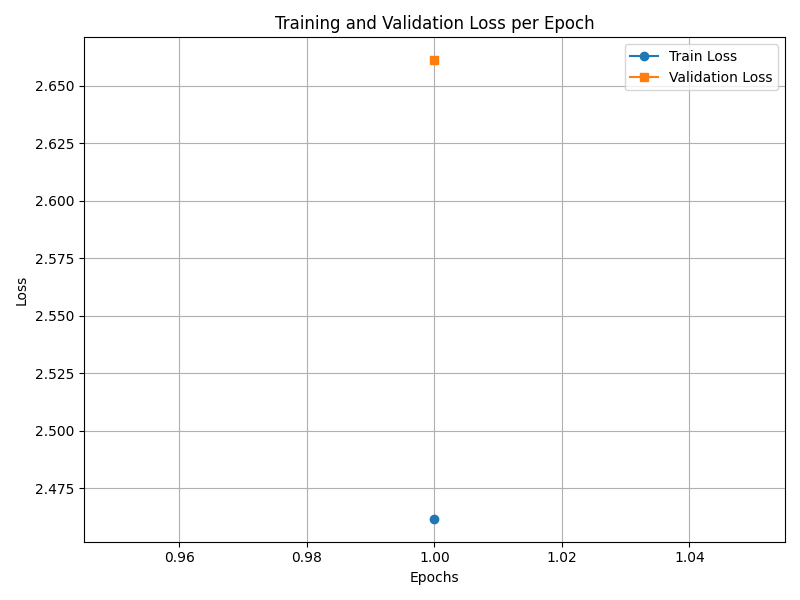 Training and Validation Loss per Epoch
Train Loss
Validation Loss
2.650
2.625
2.600
2.575
2.550
2.525
2.500
2.475
Loss
0.96 0.98 1.00 1.02 1.04
Epochs